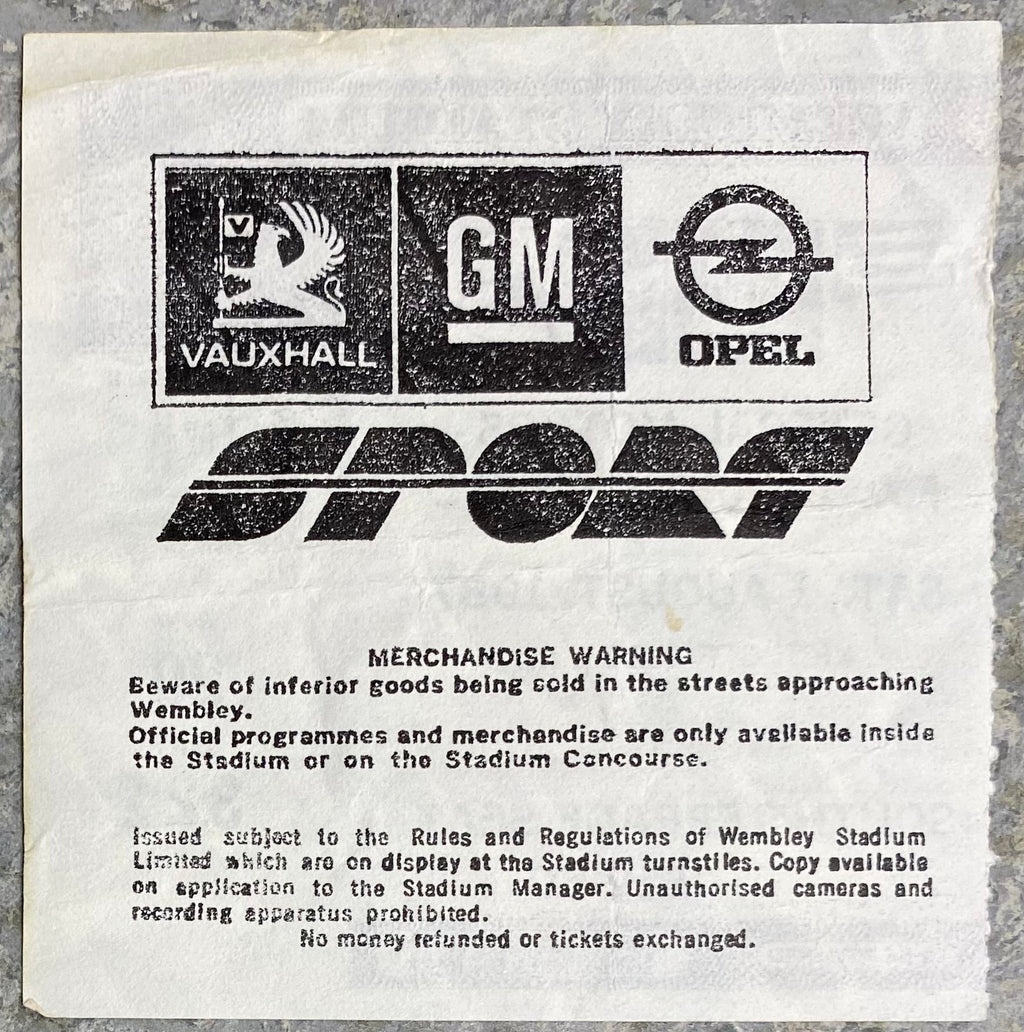 V
VAUXHALL
GM
OPEL
SPORT
MERCHANDISE WARNING
Beware of inferior goods being sold in the streets approaching
Wembley.
Official programmes and merchandise are only available inside
the Stadium or on the Stadium Concourse.
Issued subject to the Rules and Regulations of Wembley Stadium
Limited which are on display at the Stadium turnstiles. Copy available
on application to the Stadium Manager. Unauthorised cameras and
recording apparatus prohibited.
No money refunded or tickets exchanged.